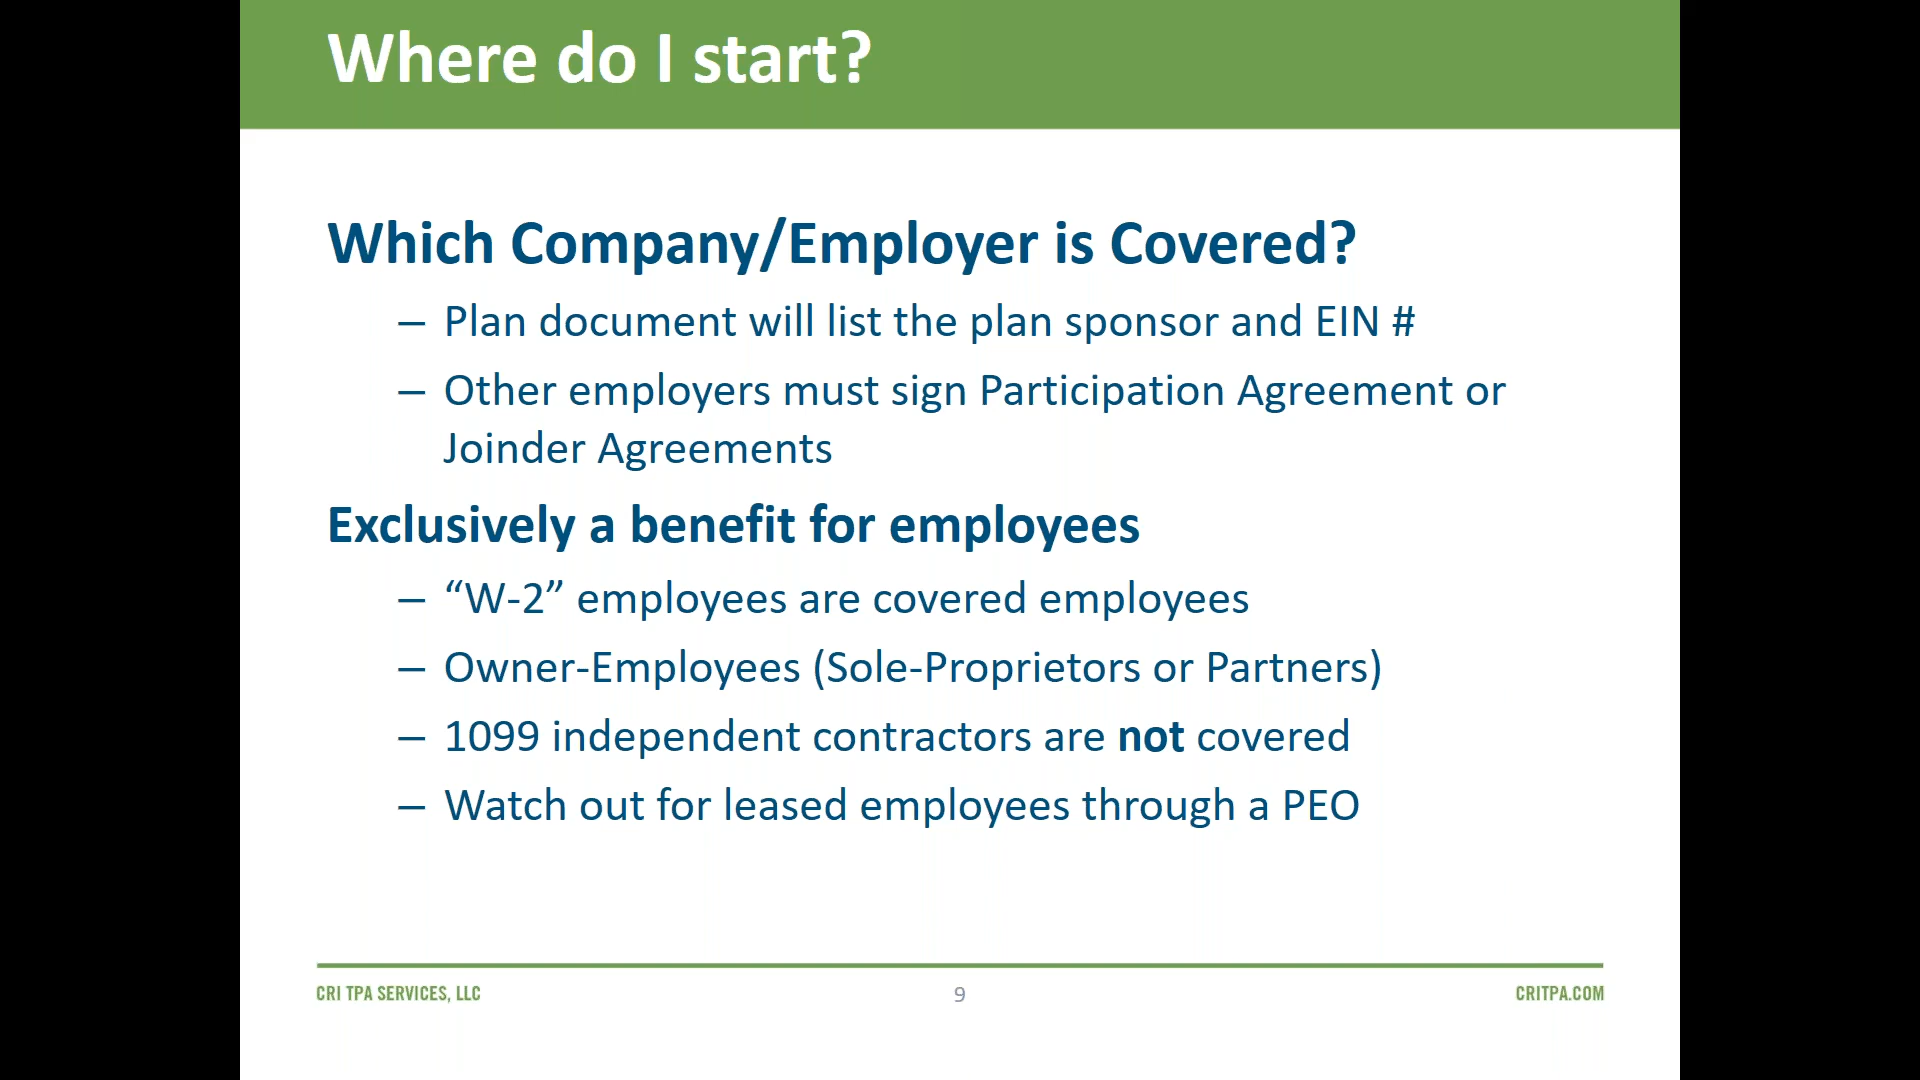 Where do I start?
Which Company/Employer is Covered?
– Plan document will list the plan sponsor and EIN #
– Other employers must sign Participation Agreement or
Joinder Agreements
Exclusively a benefit for employees
– “W-2” employees are covered employees
– Owner-Employees (Sole-Proprietors or Partners)
– 1099 independent contractors are not covered
– Watch out for leased employees through a PEO
CRI TPA SERVICES, LLC
9
CRITPA.COM